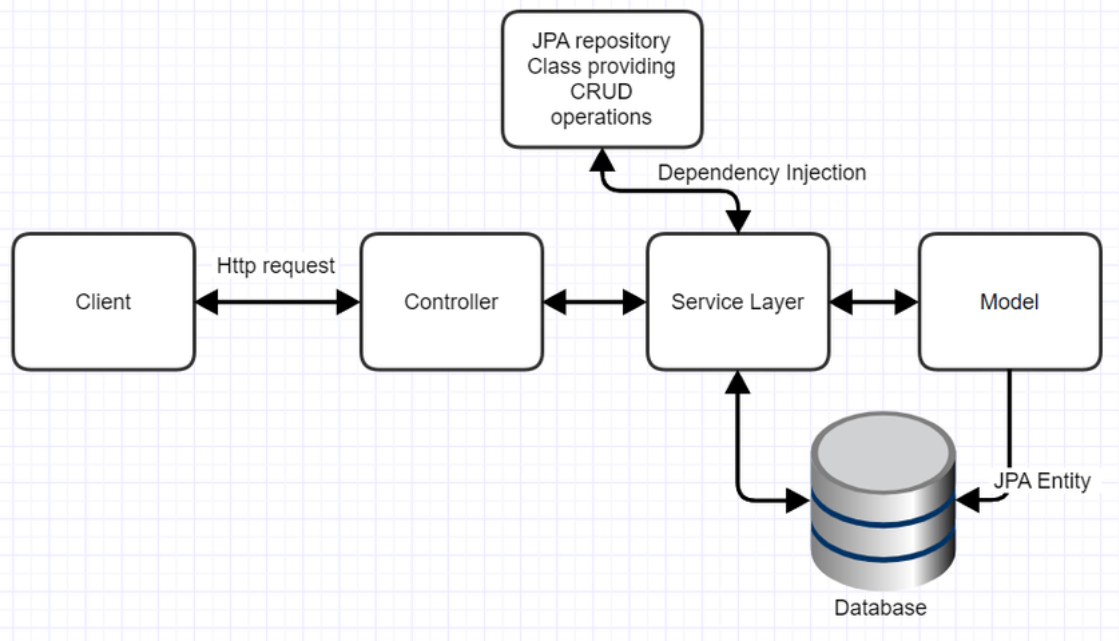 JPA repository
Class providing
CRUD
operations
Dependency Injection
Http request
Client
Controller
Service Layer
Model
JPA Entity
Database